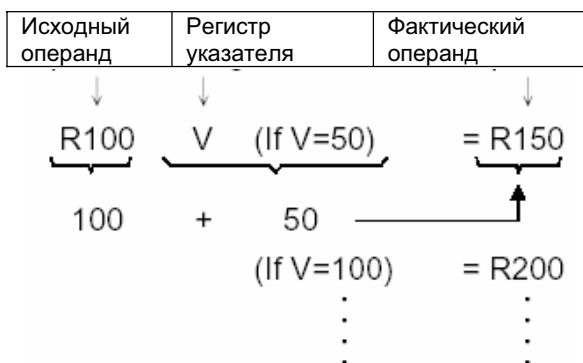 Исходный операнд Регистр указателя Фактический операнд
R100 V (If V=50) = R150
100 + 50
(If V=100) = R200